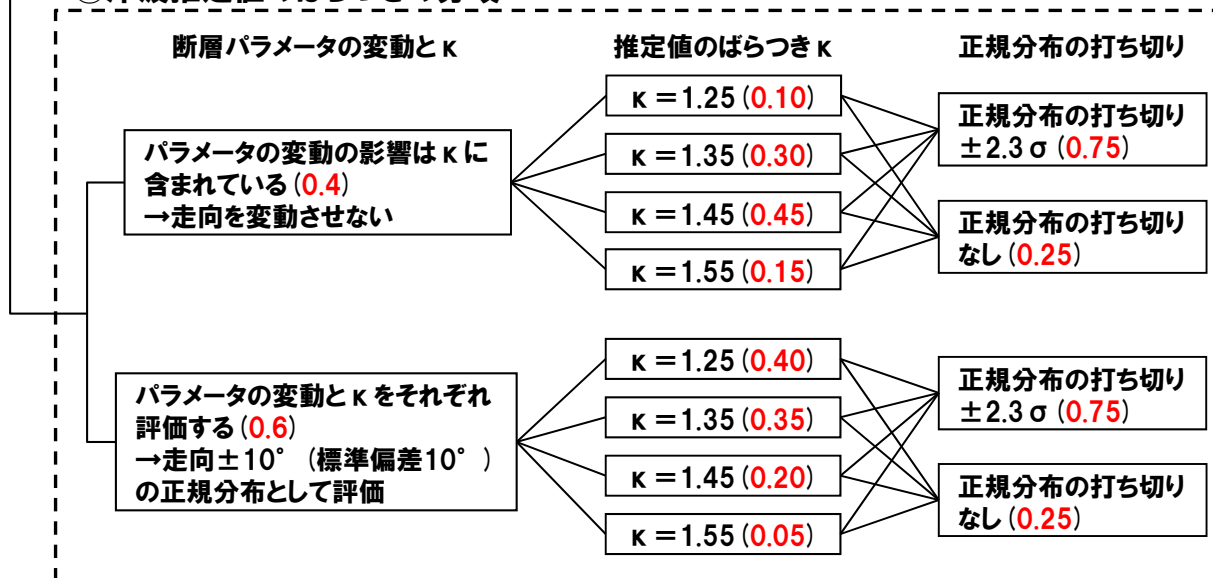 断層パラメータの変動とκ
推定値のばらつきκ
正規分布の打ち切り
パラメータの変動の影響はκに
含まれている(0.4)
→走向を変動させない
κ=1.25(0.10)
κ=1.35(0.30)
κ=1.45(0.45)
κ=1.55(0.15)
正規分布の打ち切り
±2.3σ(0.75)
正規分布の打ち切り
なし(0.25)
パラメータの変動とκをそれぞれ
評価する(0.6)
→走向±10°(標準偏差10°)
の正規分布として評価
κ=1.25(0.40)
κ=1.35(0.35)
κ=1.45(0.20)
κ=1.55(0.05)
正規分布の打ち切り
±2.3σ(0.75)
正規分布の打ち切り
なし(0.25)